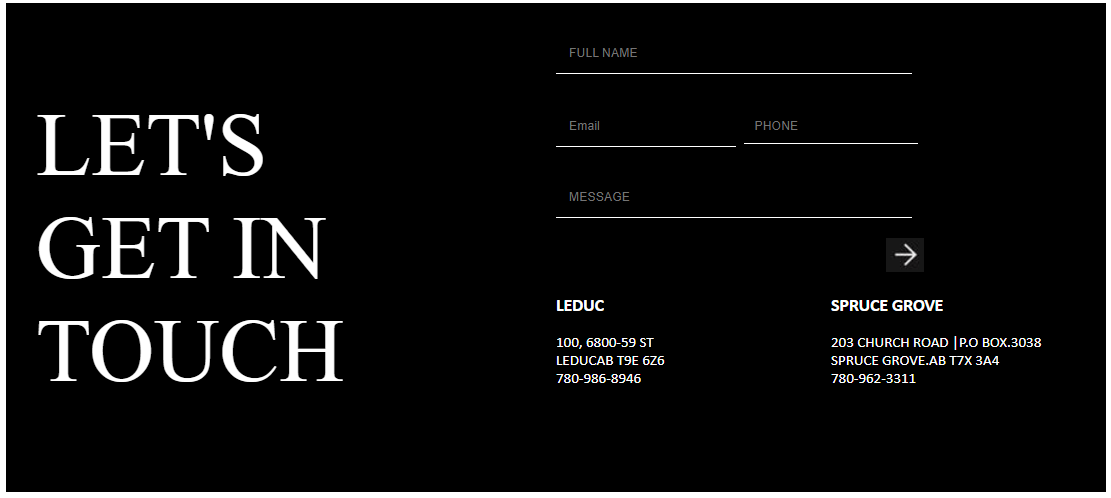 LET'S
GET IN
TOUCH
FULL NAME
Email
PHONE
MESSAGE
LEDUC
100, 6800-59 ST
LEDUCAB T9E 6Z6
780-986-8946
SPRUCE GROVE
203 CHURCH ROAD |P.O BOX.3038
SPRUCE GROVE.AB T7X 3A4
780-962-3311